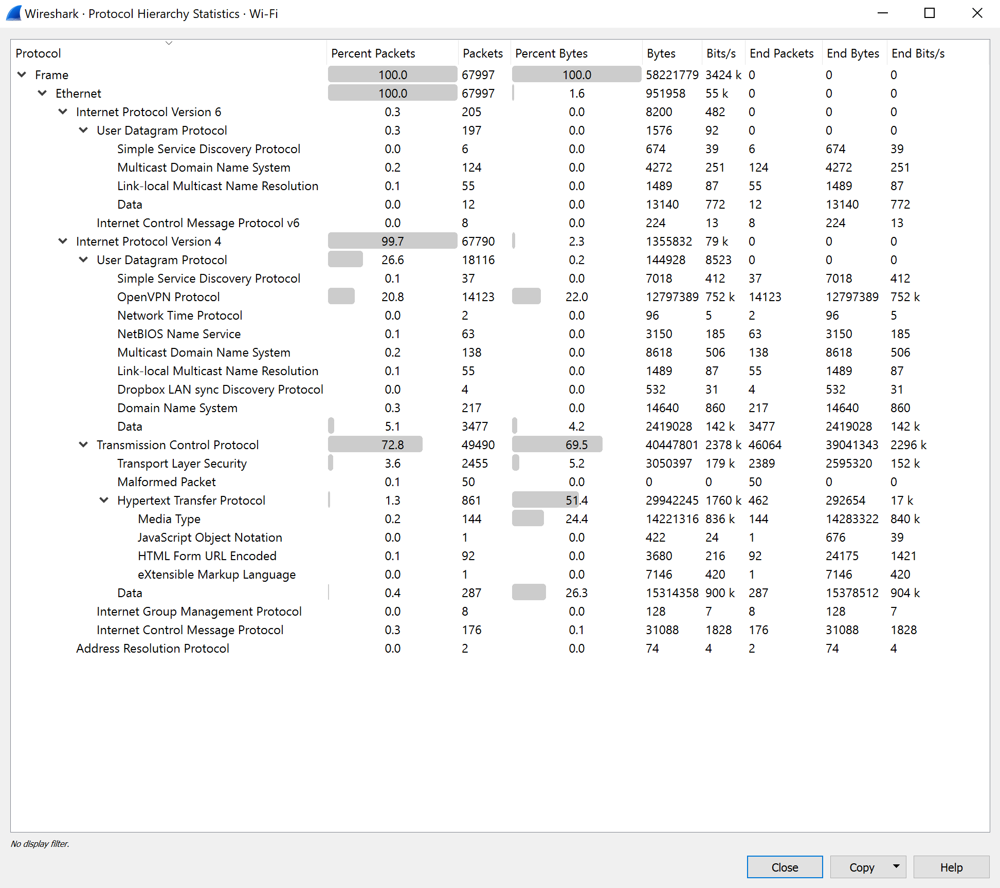 Wireshark · Protocol Hierarchy Statistics · Wi-Fi
Protocol Percent Packets Packets Percent Bytes Bytes Bits/s End Packets End Bytes End Bits/s
Frame 100.0 67997 100.0 58221779 3424 k 0 0 0
Ethernet 100.0 67997 1.6 951958 55 k 0 0 0
Internet Protocol Version 6 0.3 205 0.0 8200 482 0 0 0
User Datagram Protocol 0.3 197 0.0 1576 92 0 0 0
Simple Service Discovery Protocol 0.0 6 0.0 674 39 6 674 39
Multicast Domain Name System 0.2 124 0.0 4272 251 124 4272 251
Link-local Multicast Name Resolution 0.1 55 0.0 1489 87 55 1489 87
Data 0.0 12 0.0 13140 772 12 13140 772
Internet Control Message Protocol v6 0.0 8 0.0 224 13 8 224 13
Internet Protocol Version 4 99.7 67790 2.3 1355832 79 k 0 0 0
User Datagram Protocol 26.6 18116 0.2 144928 8523 0 0 0
Simple Service Discovery Protocol 0.1 37 0.0 7018 412 37 7018 412
OpenVPN Protocol 20.8 14123 22.0 12797389 752 k 14123 12797389 752 k
Network Time Protocol 0.0 2 0.0 96 5 2 96 5
NetBIOS Name Service 0.1 63 0.0 3150 185 63 3150 185
Multicast Domain Name System 0.2 138 0.0 8618 506 138 8618 506
Link-local Multicast Name Resolution 0.1 55 0.0 1489 87 55 1489 87
Dropbox LAN sync Discovery Protocol 0.0 4 0.0 532 31 4 532 31
Domain Name System 0.3 217 0.0 14640 860 217 14640 860
Data 5.1 3477 4.2 2419028 142 k 3477 2419028 142 k
Transmission Control Protocol 72.8 49490 69.5 40447801 2378 k 46064 39041343 2296 k
Transport Layer Security 3.6 2455 5.2 3050397 179 k 2389 2595320 152 k
Malformed Packet 0.1 50 0.0 0 0 50 0 0
Hypertext Transfer Protocol 1.3 861 51.4 29942245 1760 k 462 292654 17 k
Media Type 0.2 144 24.4 14221316 836 k 144 14283322 840 k
JavaScript Object Notation 0.0 1 0.0 422 24 1 676 39
HTML Form URL Encoded 0.1 92 0.0 3680 216 92 24175 1421
eXtensible Markup Language 0.0 1 0.0 7146 420 1 7146 420
Data 0.4 287 26.3 15314358 900 k 287 15378512 904 k
Internet Group Management Protocol 0.0 8 0.0 128 7 8 128 7
Internet Control Message Protocol 0.3 176 0.1 31088 1828 176 31088 1828
Address Resolution Protocol 0.0 2 0.0 74 4 2 74 4
No display filter.
Close Copy Help